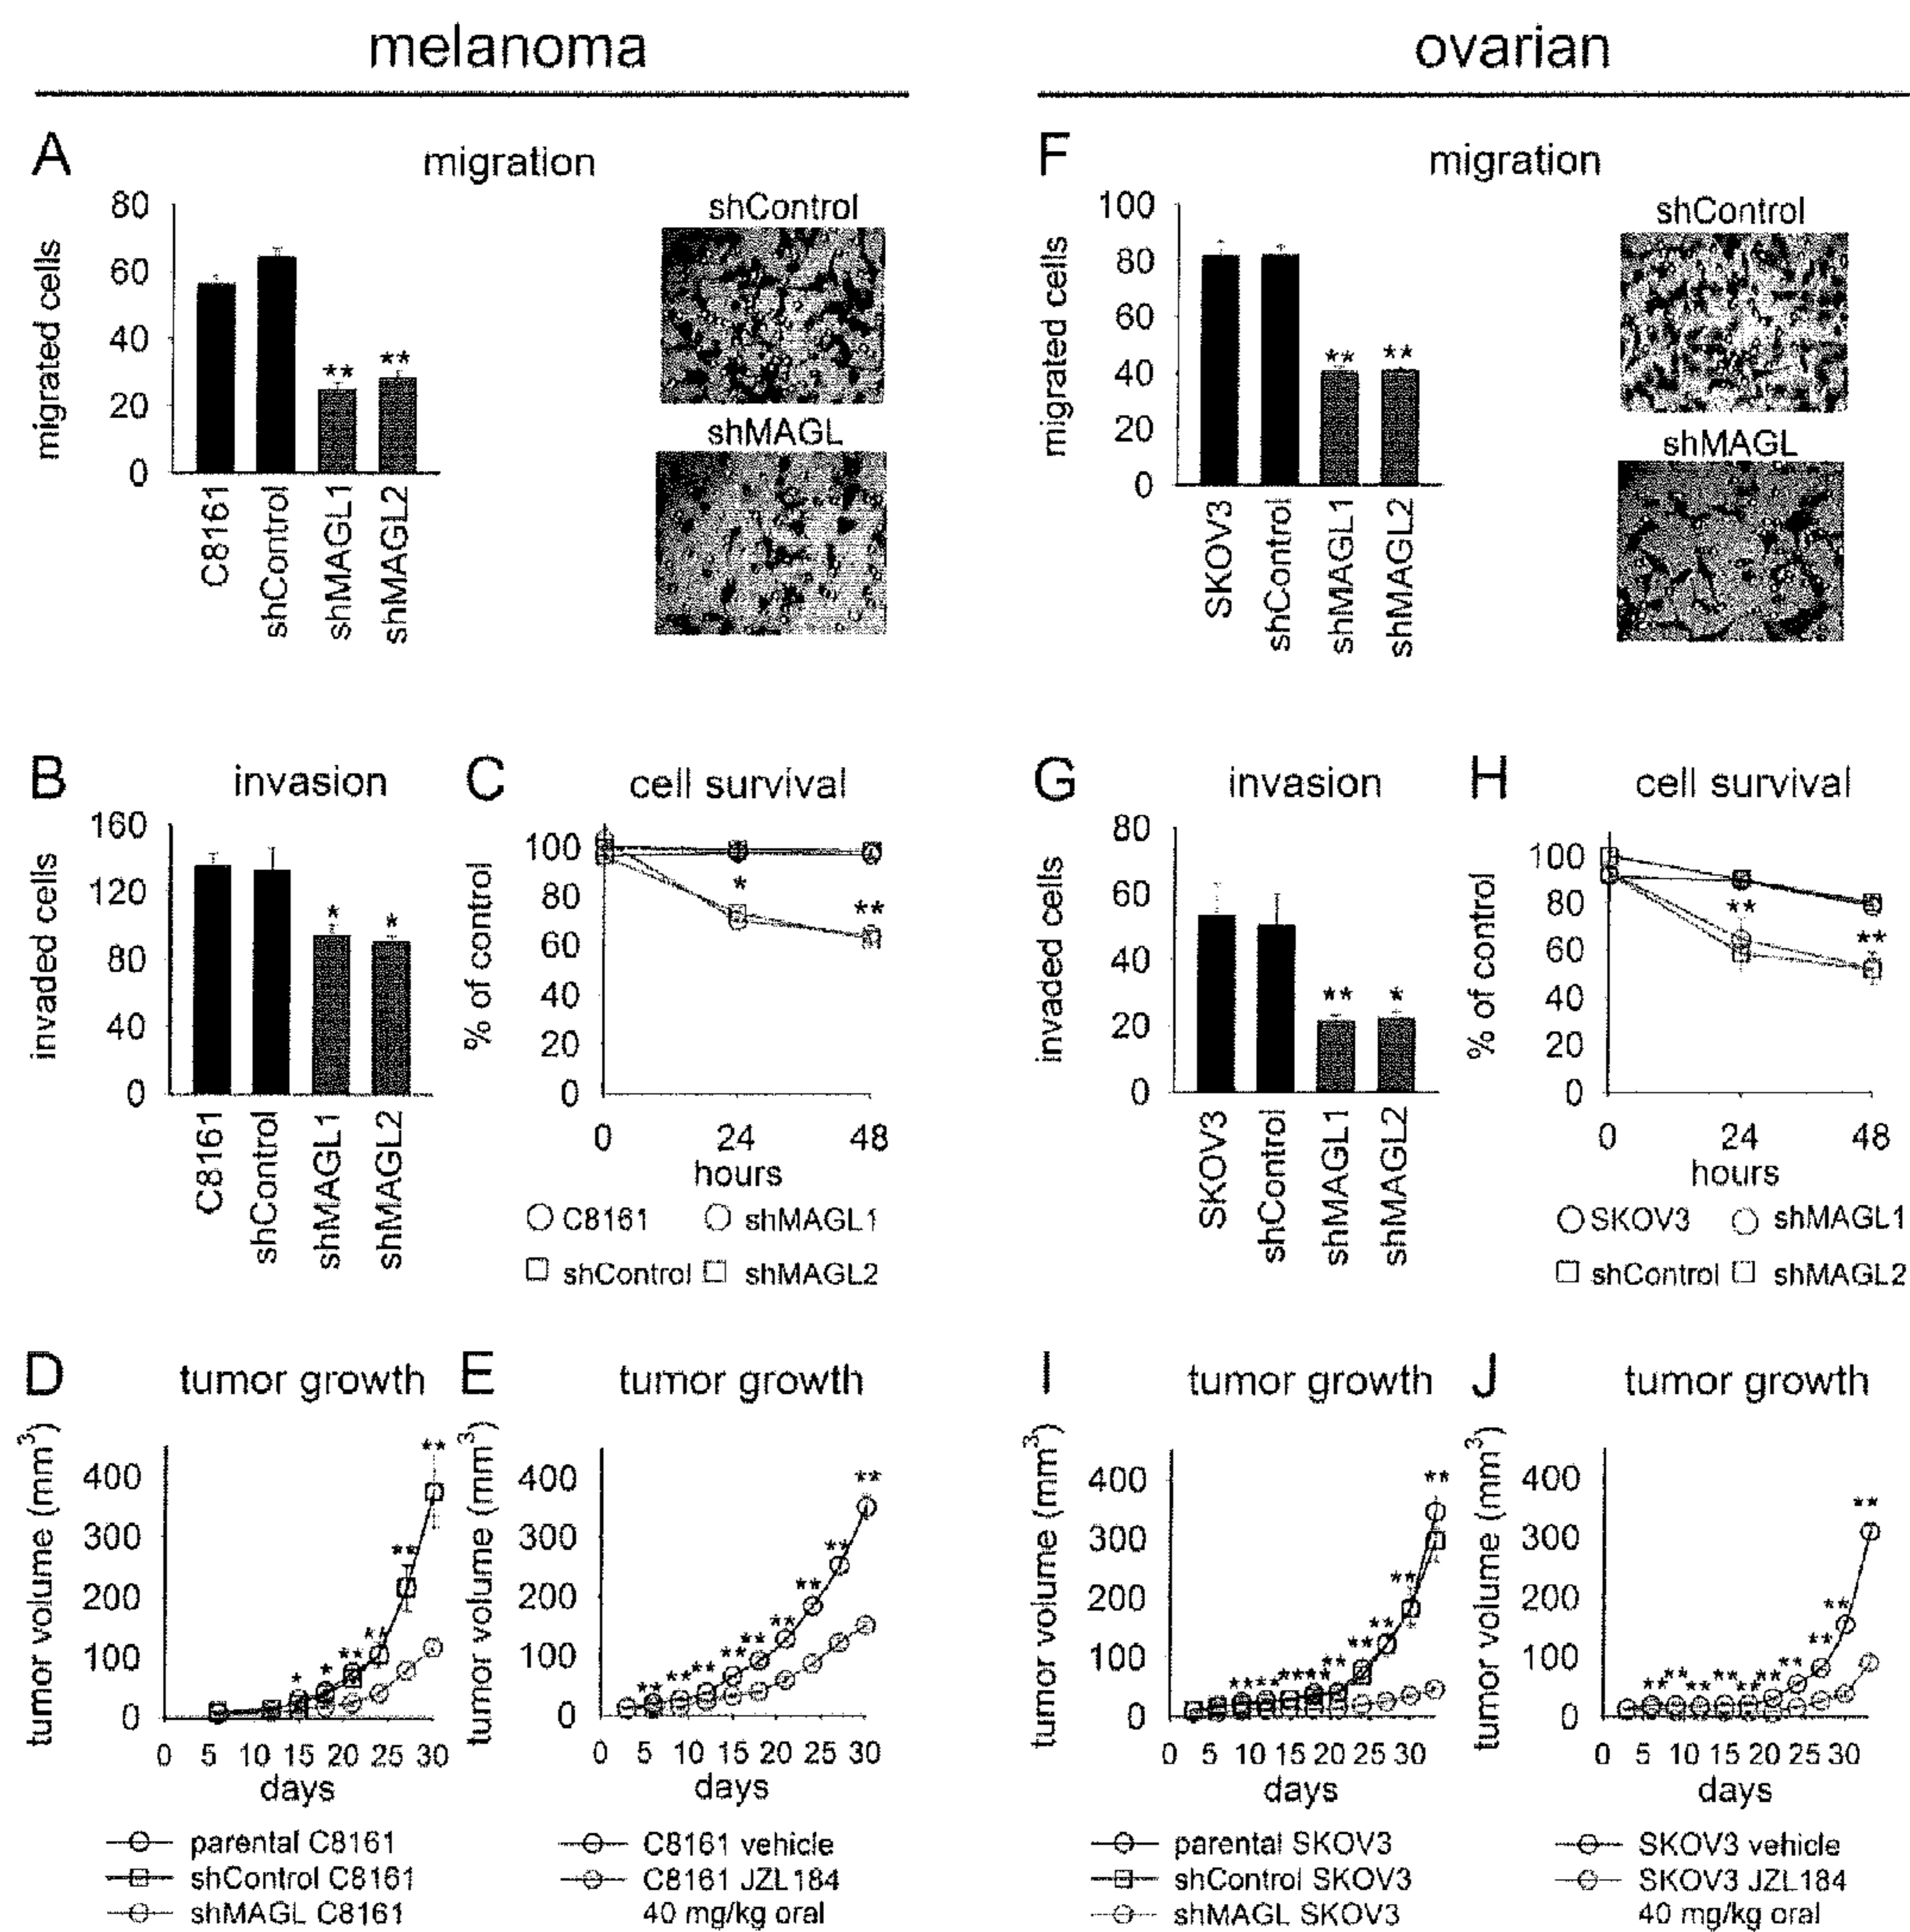 melanoma
ovarian
A
migration
migrated cells
80
60
40
20
0
**
**
C8161
shControl
shMAGL1
shMAGL2
shControl
shMAGL
F
migration
migrated cells
100
80
60
40
20
0
**
**
SKOV3
shControl
shMAGL1
shMAGL2
shControl
shMAGL
B
invasion
invaded cells
160
120
80
40
0
*
*
C8161
shControl
shMAGL1
shMAGL2
C
cell survival
% of control
100
80
60
40
20
0
*
**
0 24 48
hours
C8161
shMAGL1
shControl
shMAGL2
G
invasion
invaded cells
80
60
40
20
0
**
*
SKOV3
shControl
shMAGL1
shMAGL2
H
cell survival
% of control
100
80
60
40
20
0
**
**
0 24 48
hours
SKOV3
shMAGL1
shControl
shMAGL2
D
tumor growth
tumor volume (mm³)
400
300
200
100
0
* * ** ** ** **
0 5 10 15 20 25 30
days
parental C8161
shControl C8161
shMAGL C8161
E
tumor growth
tumor volume (mm³)
400
300
200
100
0
** ** ** ** ** ** ** ** **
0 5 10 15 20 25 30
days
C8161 vehicle
C8161 JZL184
40 mg/kg oral
I
tumor growth
tumor volume (mm³)
400
300
200
100
0
** ** ** ** ** ** ** ** **
0 5 10 15 20 25 30
days
parental SKOV3
shControl SKOV3
shMAGL SKOV3
J
tumor growth
tumor volume (mm³)
400
300
200
100
0
** ** ** ** ** ** ** ** ** **
0 5 10 15 20 25 30
days
SKOV3 vehicle
SKOV3 JZL184
40 mg/kg oral